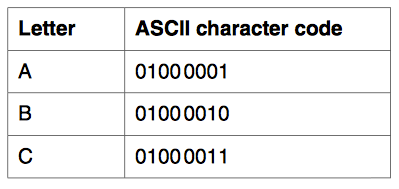 Letter ASCII character code
A 01000001
B 01000010
C 01000011